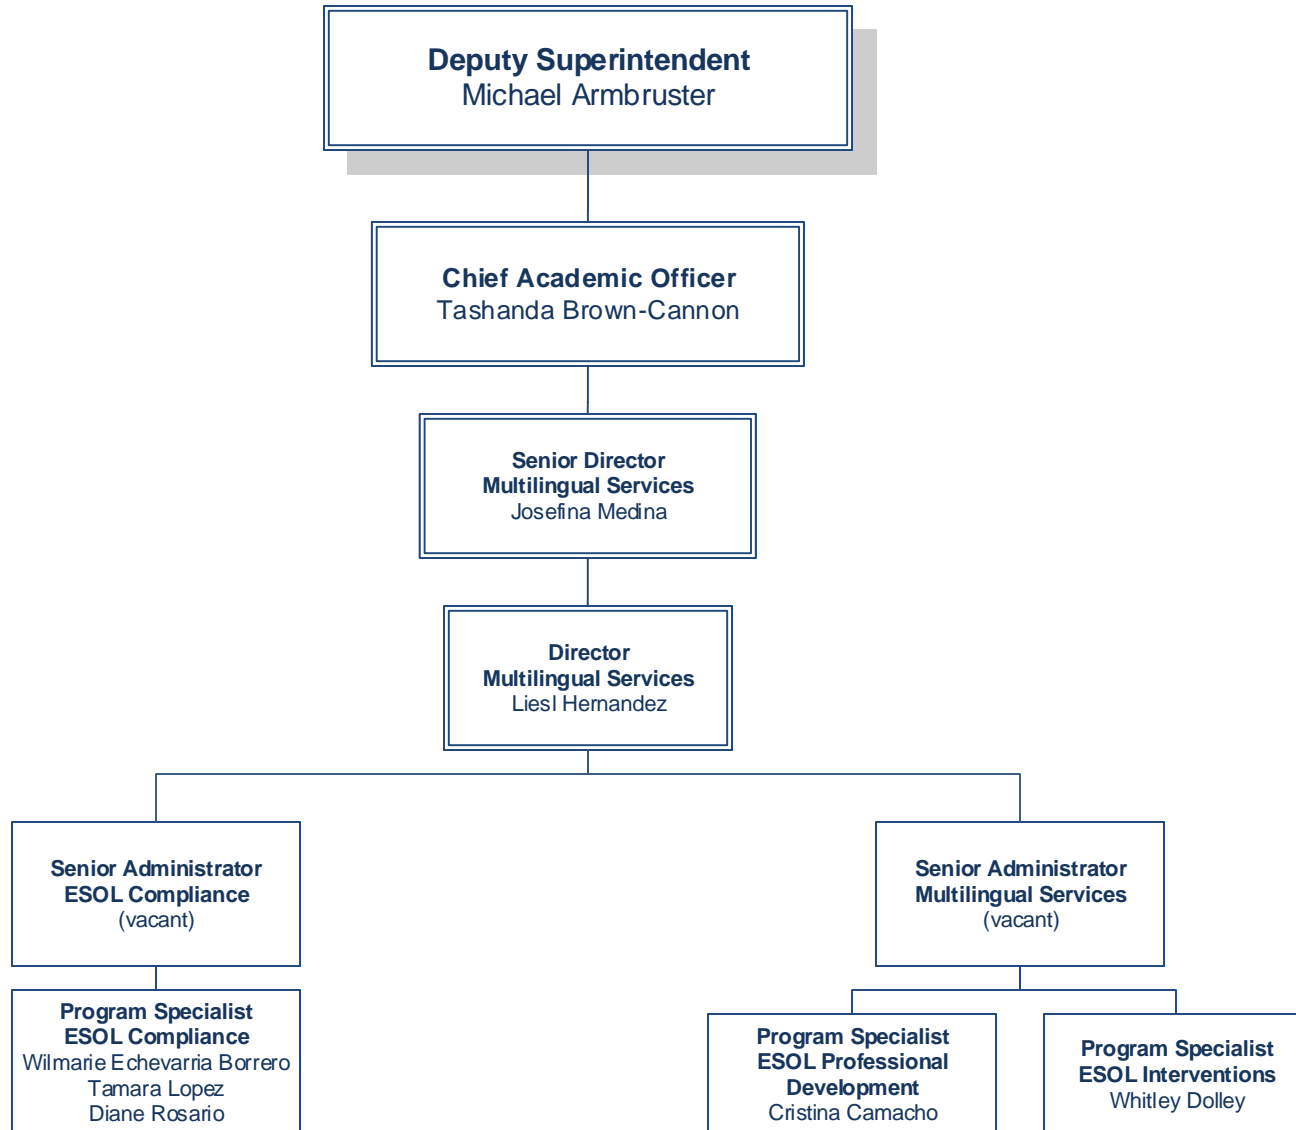 Deputy Superintendent
Michael Armbruster
Chief Academic Officer
Tashanda Brown-Cannon
Senior Director
Multilingual Services
Josefina Medina
Director
Multilingual Services
Liesl Hernandez
Senior Administrator
ESOL Compliance
(vacant)
Senior Administrator
Multilingual Services
(vacant)
Program Specialist
ESOL Compliance
Wilmarie Echevarria Borrero
Tamara Lopez
Diane Rosario
Program Specialist
ESOL Professional
Development
Cristina Camacho
Program Specialist
ESOL Interventions
Whitley Dolley